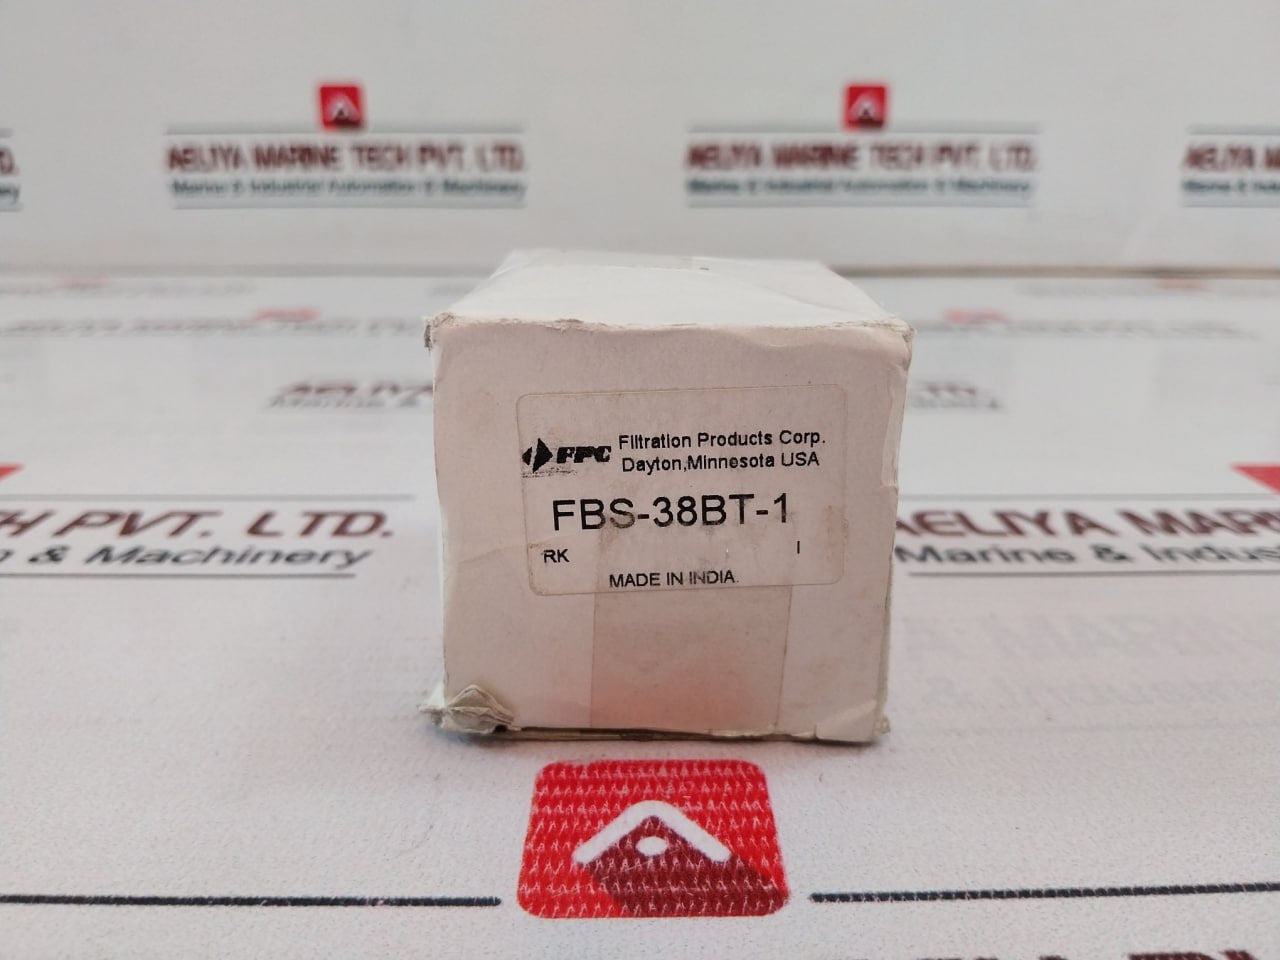 AELIYA MARINE TECH PVT. LTD.
Marine & Industrial Automation & Machinery
AELIYA MARINE TECH PVT. LTD.
Marine & Industrial Automation & Machinery
LTD.
FPC Filtration Products Corp.
Dayton,Minnesota USA
FBS-38BT-1
RK I
MADE IN INDIA.
TECH PVT. LTD.
& Machinery
AELIYA MAR
Marine & Indus